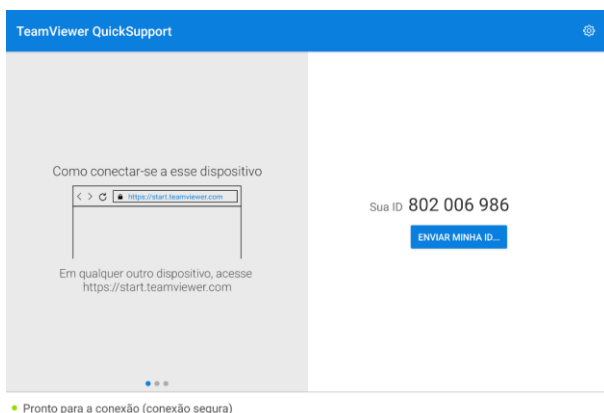 TeamViewer QuickSupport
Como conectar-se a esse dispositivo
https://start.teamviewer.com
Em qualquer outro dispositivo, acesse
https://start.teamviewer.com
Sua ID 802 006 986
ENVIAR MINHA ID...
Pronto para a conexão (conexão segura)